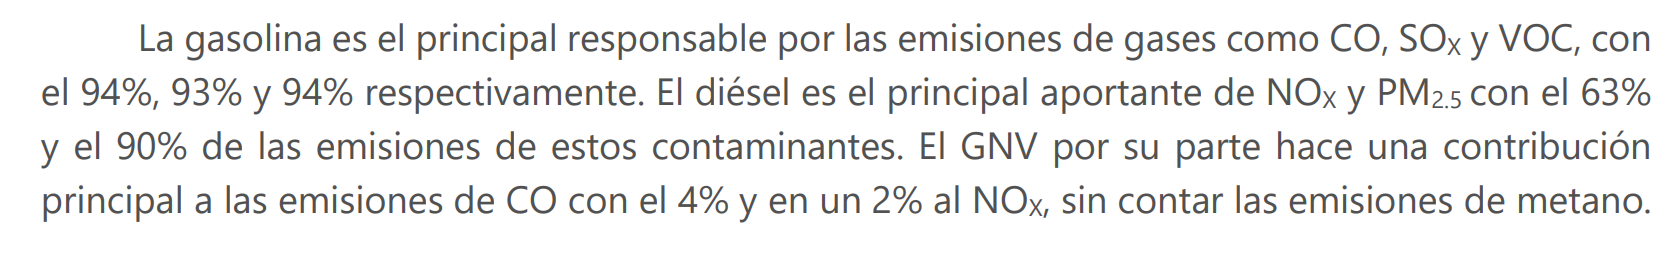 La gasolina es el principal responsable por las emisiones de gases como CO, SOX y VOC, con
el 94%, 93% y 94% respectivamente. El diésel es el principal aportante de NOX y PM2.5 con el 63%
y el 90% de las emisiones de estos contaminantes. El GNV por su parte hace una contribución
principal a las emisiones de CO con el 4% y en un 2% al NOX, sin contar las emisiones de metano.